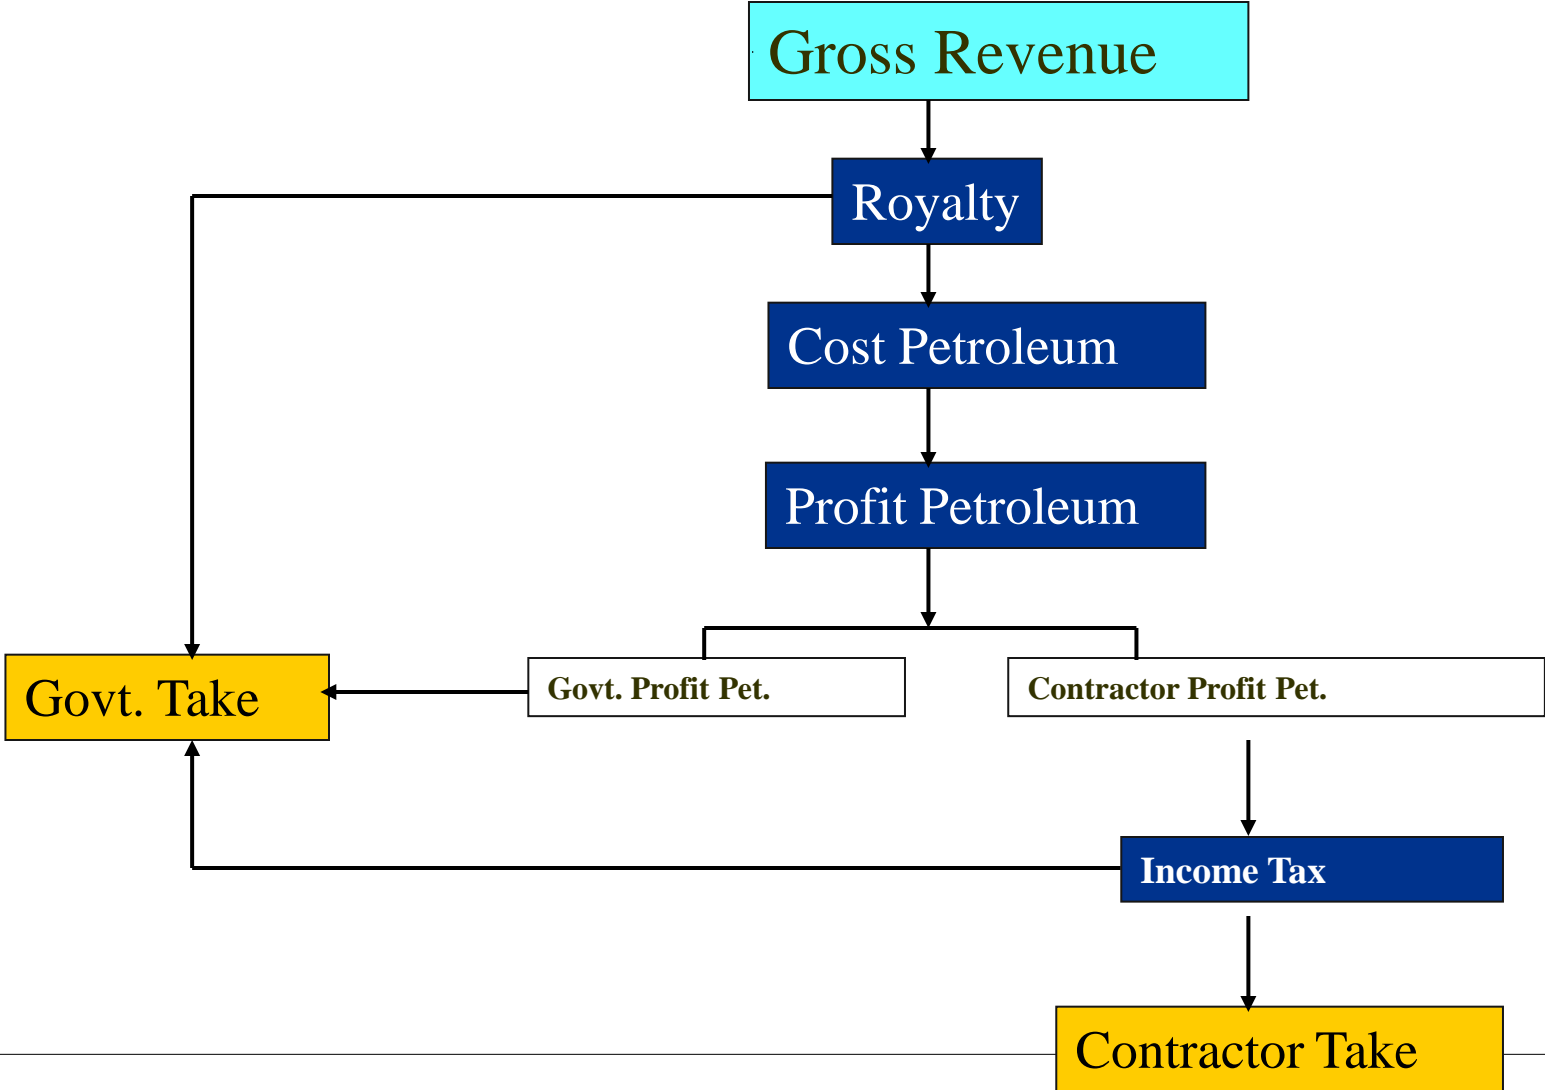 Gross Revenue
Royalty
Cost Petroleum
Profit Petroleum
Govt. Take
Govt. Profit Pet.
Contractor Profit Pet.
Income Tax
Contractor Take